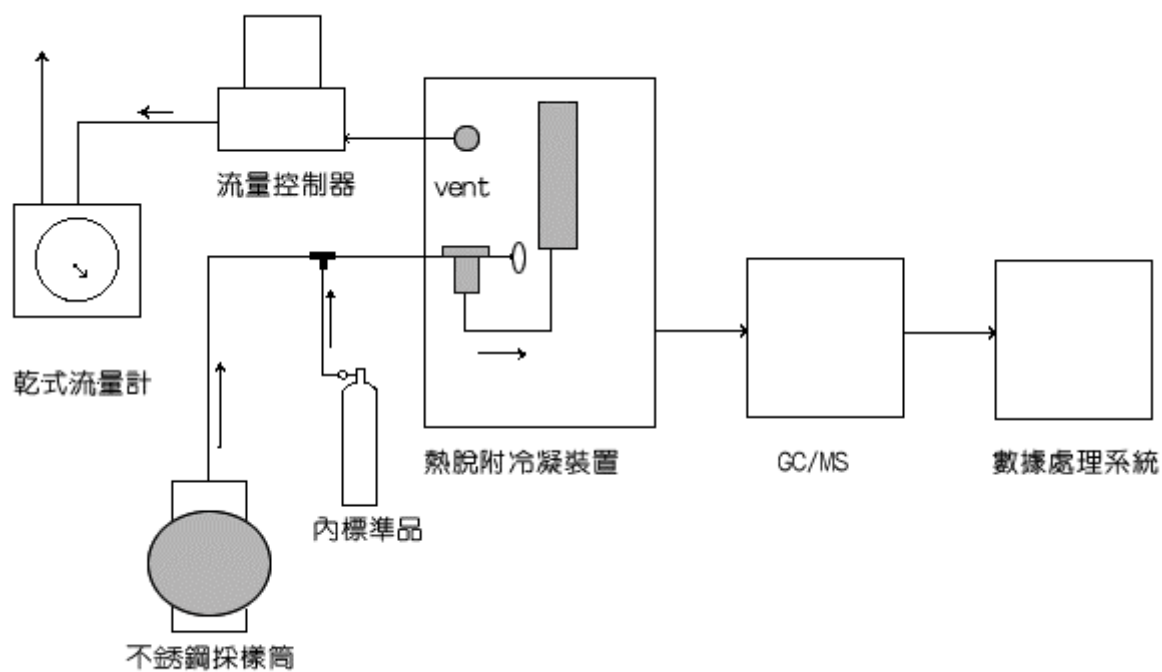 流量控制器
vent
乾式流量計
熱脫附冷凝裝置
GC/MS
數據處理系統
內標準品
不銹鋼採樣筒